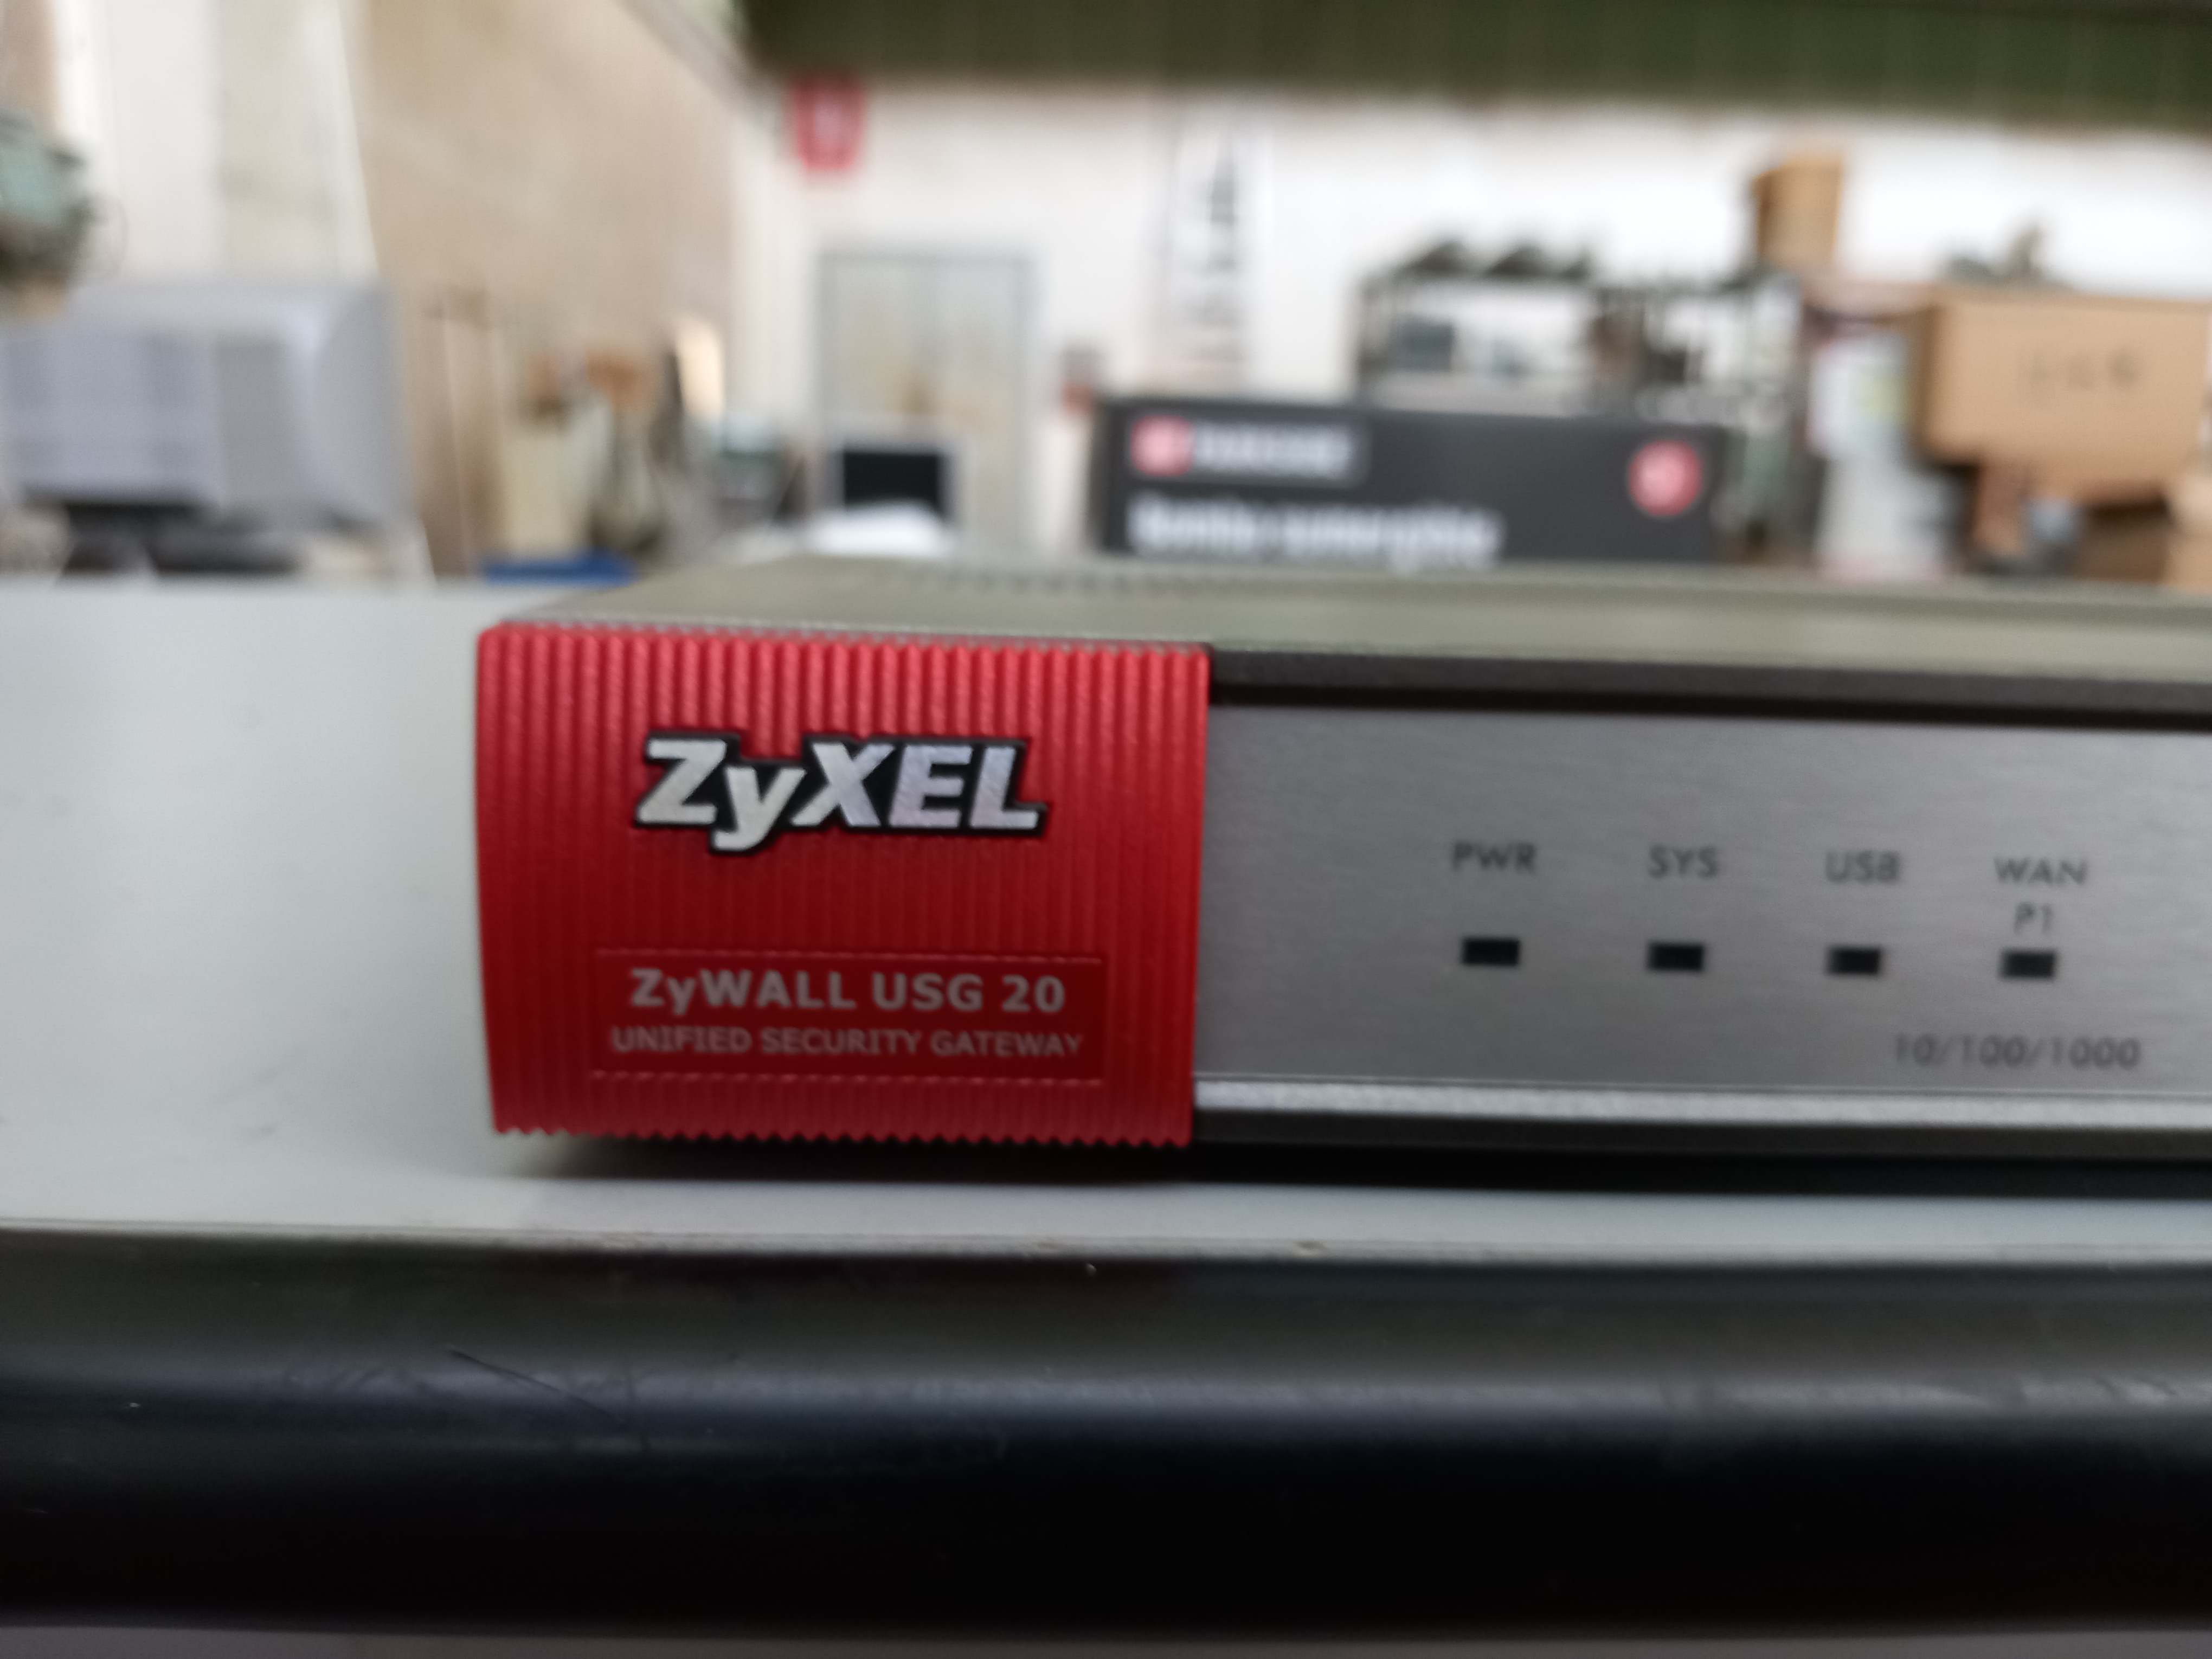 ZyXEL
ZyWALL USG 20
UNIFIED SECURITY GATEWAY
PWR SYS USB WAN
P1
10/100/1000